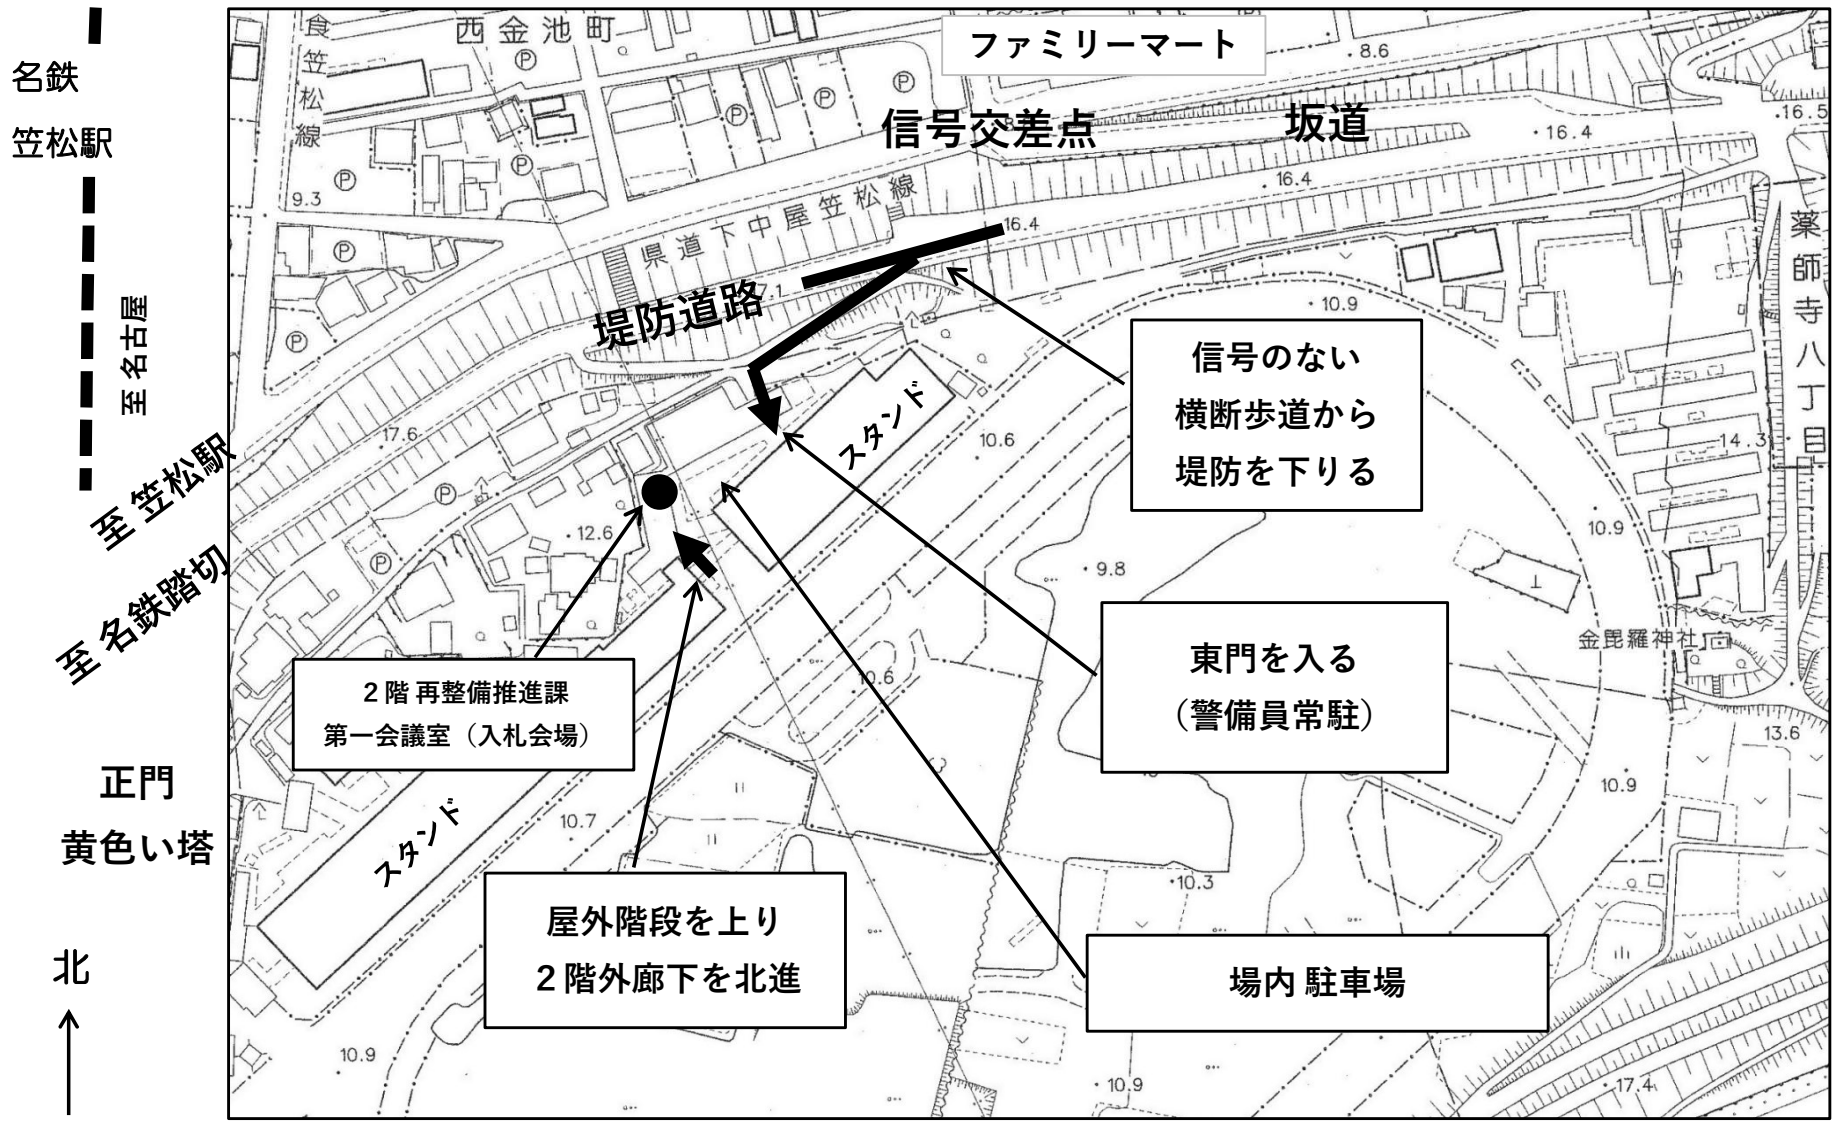 名鉄
笠松駅
至 名古屋
至 笠松駅
至 名鉄踏切
正門
黄色い塔
北
食笠松線
西金池町
ファミリーマート
信号交差点
坂道
8.6
16.4
16.5
16.4
9.3
県道下中屋笠松線
16.4
堤防道路
薬師寺八丁目
10.9
信号のない
横断歩道から
堤防を下りる
スタンド
17.6
10.6
14.3
12.6
10.9
9.8
金毘羅神社
東門を入る
(警備員常駐)
10.6
2階 再整備推進課
第一会議室（入札会場）
13.6
10.9
10.7
スタンド
10.3
屋外階段を上り
2階外廊下を北進
場内 駐車場
10.9
10.9
17.4
Ⓟ
Ⓟ
Ⓟ
Ⓟ
Ⓟ
Ⓟ
Ⓟ
Ⓟ
Ⓟ
Ⓟ
Ⓟ